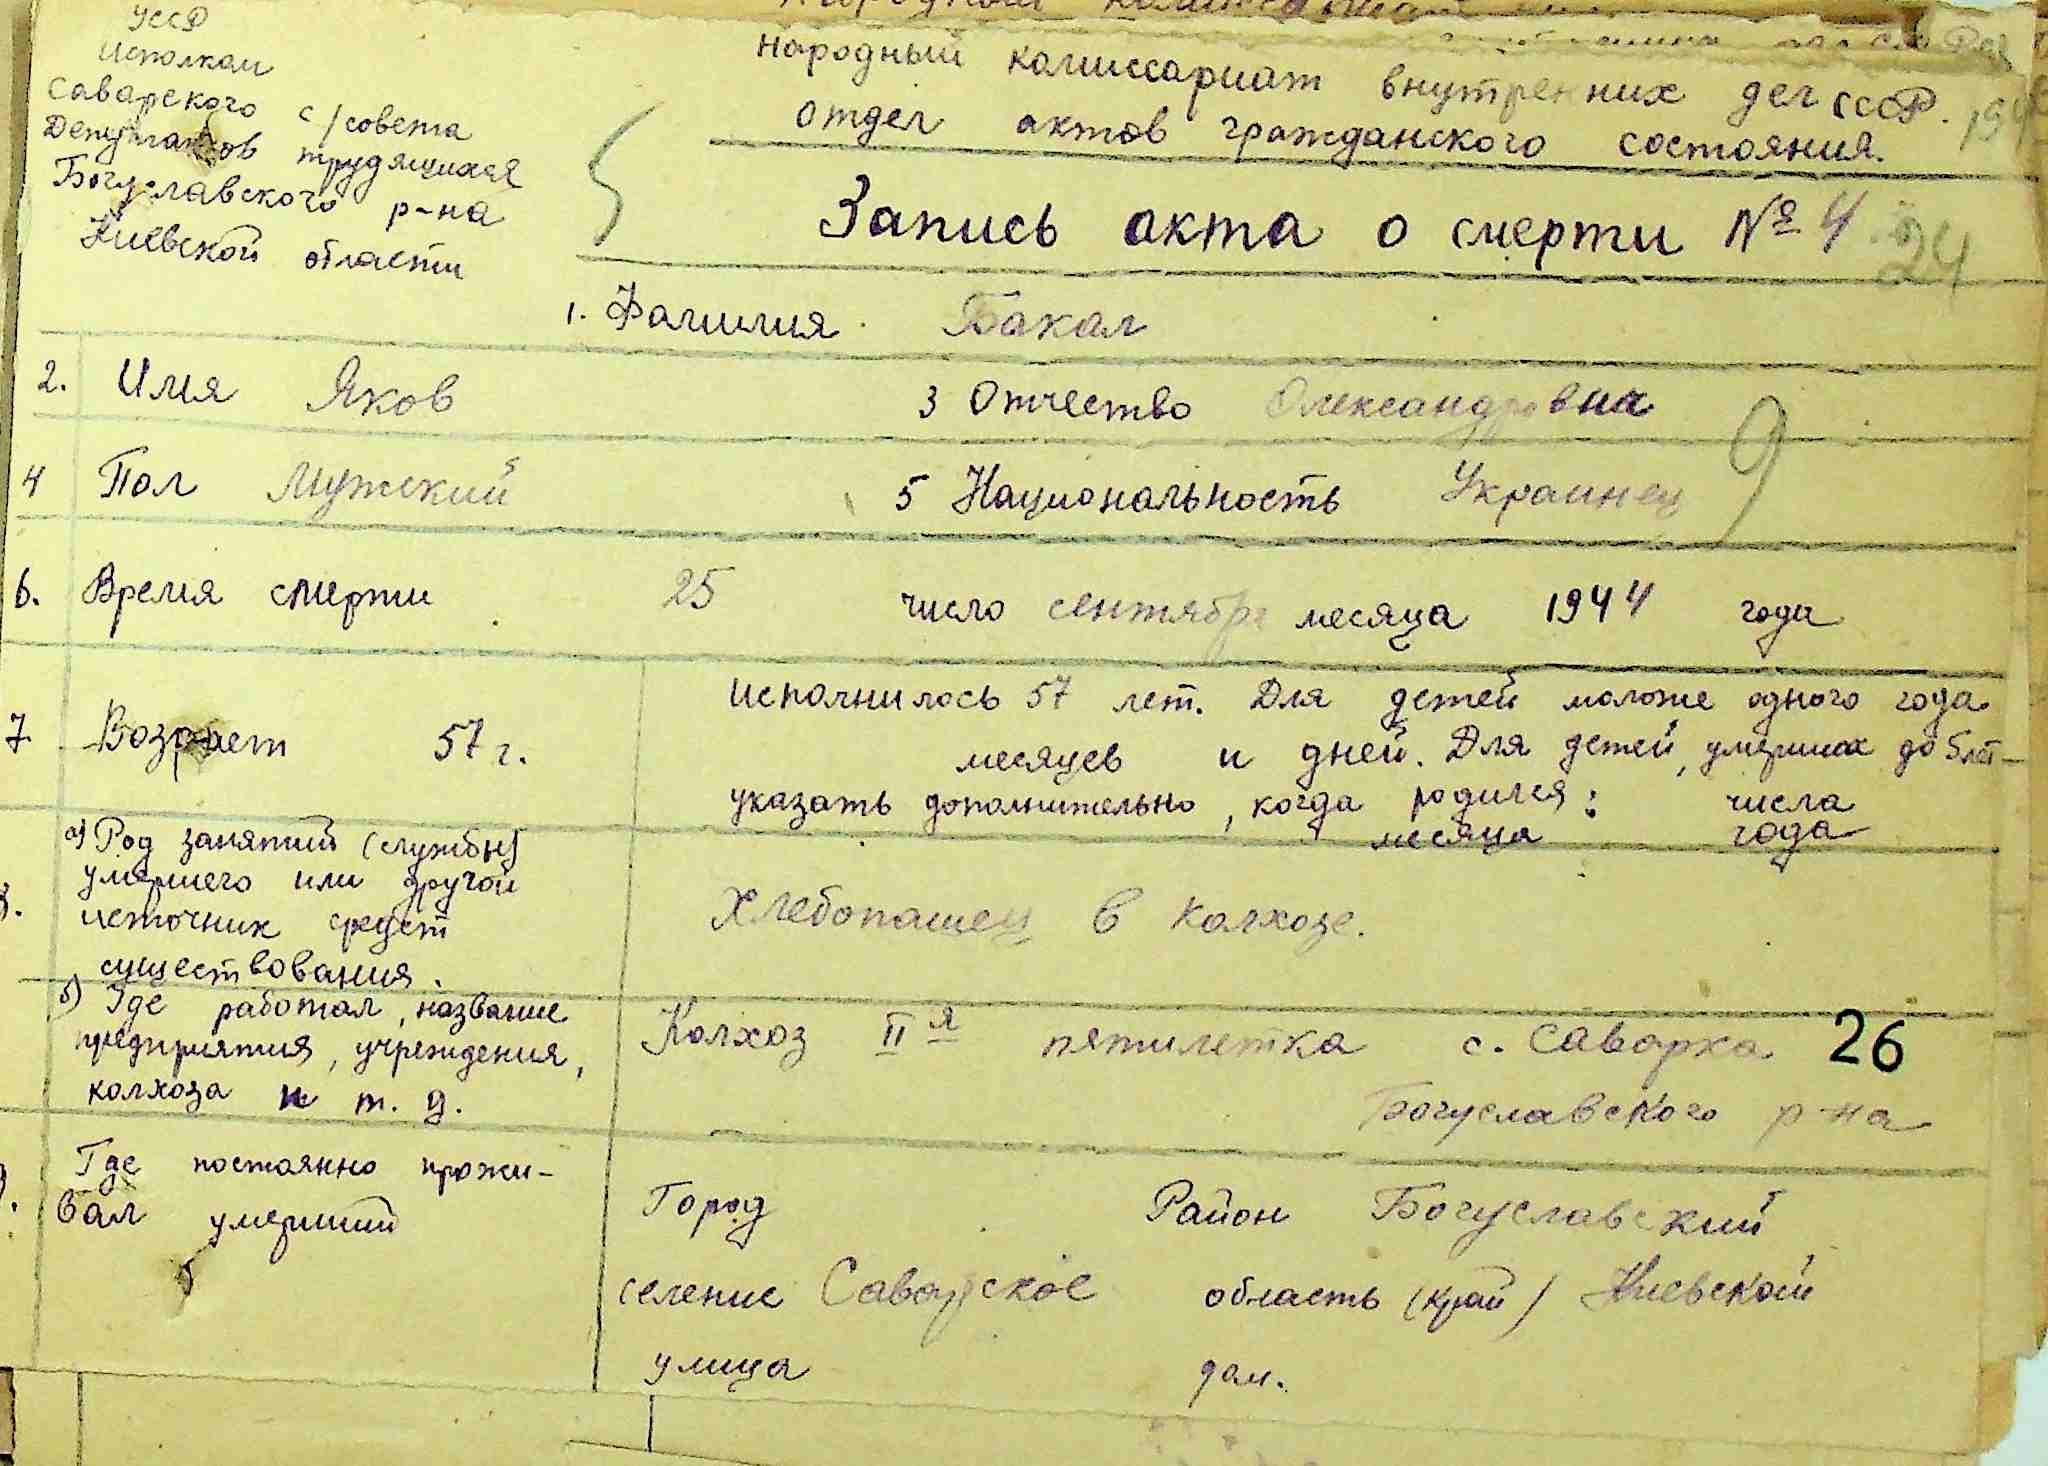 УССР
Исполком
Саварского с/совета
Депутатов трудящихся
Богуславского р-на
Киевской области
народный комиссариат внутренних дел СССР. 194
отдел актов гражданского состояния.
Запись акта о смерти № 4 24
1. Фамилия Бакал
2. Имя Яков 3 Отчество Олександровна
4 Пол Мужский 5 Национальность Украинец 9
6. Время смерти 25 число сентября месяца 1944 года
7 Возраст 57 г.
исполнилось 57 лет. Для детей моложе одного года
месяцев и дней. Для детей, умерших до 5 лет-
указать дополнительно, когда родился: числа
месяца года
а) Род занятий (службы)
умершего или другой
источник средств
существования.
Хлебопашец в колхозе.
б) Где работал, название
предприятия, учреждения,
колхоза и т. д.
Колхоз II я пятилетка с. Саварка 26
Богуславского р-на
Где постоянно прожи-
вал умерший
Город Район Богуславский
селение Саварское область (край) Киевской
улица дом.